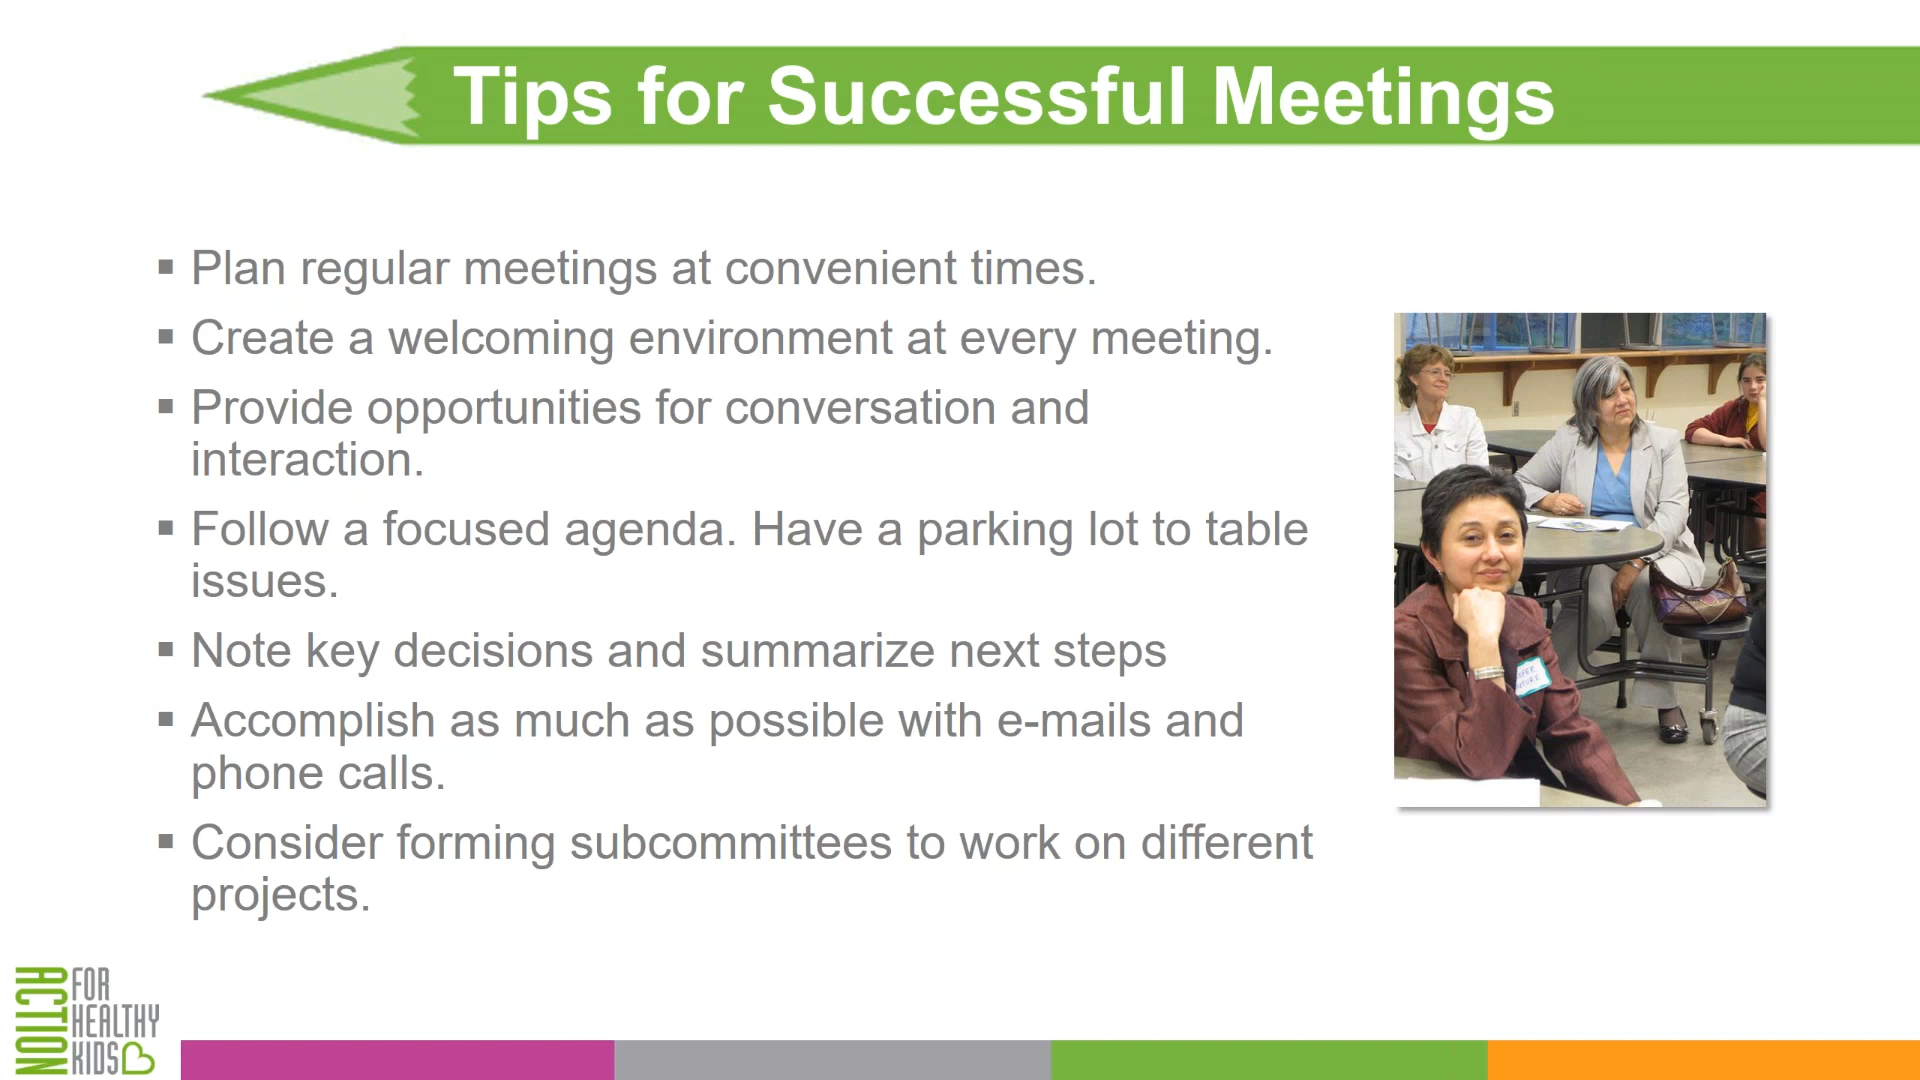 Tips for Successful Meetings
▪ Plan regular meetings at convenient times.
▪ Create a welcoming environment at every meeting.
▪ Provide opportunities for conversation and
interaction.
▪ Follow a focused agenda. Have a parking lot to table
issues.
▪ Note key decisions and summarize next steps
▪ Accomplish as much as possible with e-mails and
phone calls.
▪ Consider forming subcommittees to work on different
projects.
ACTION
FOR
HEALTHY
KIDS